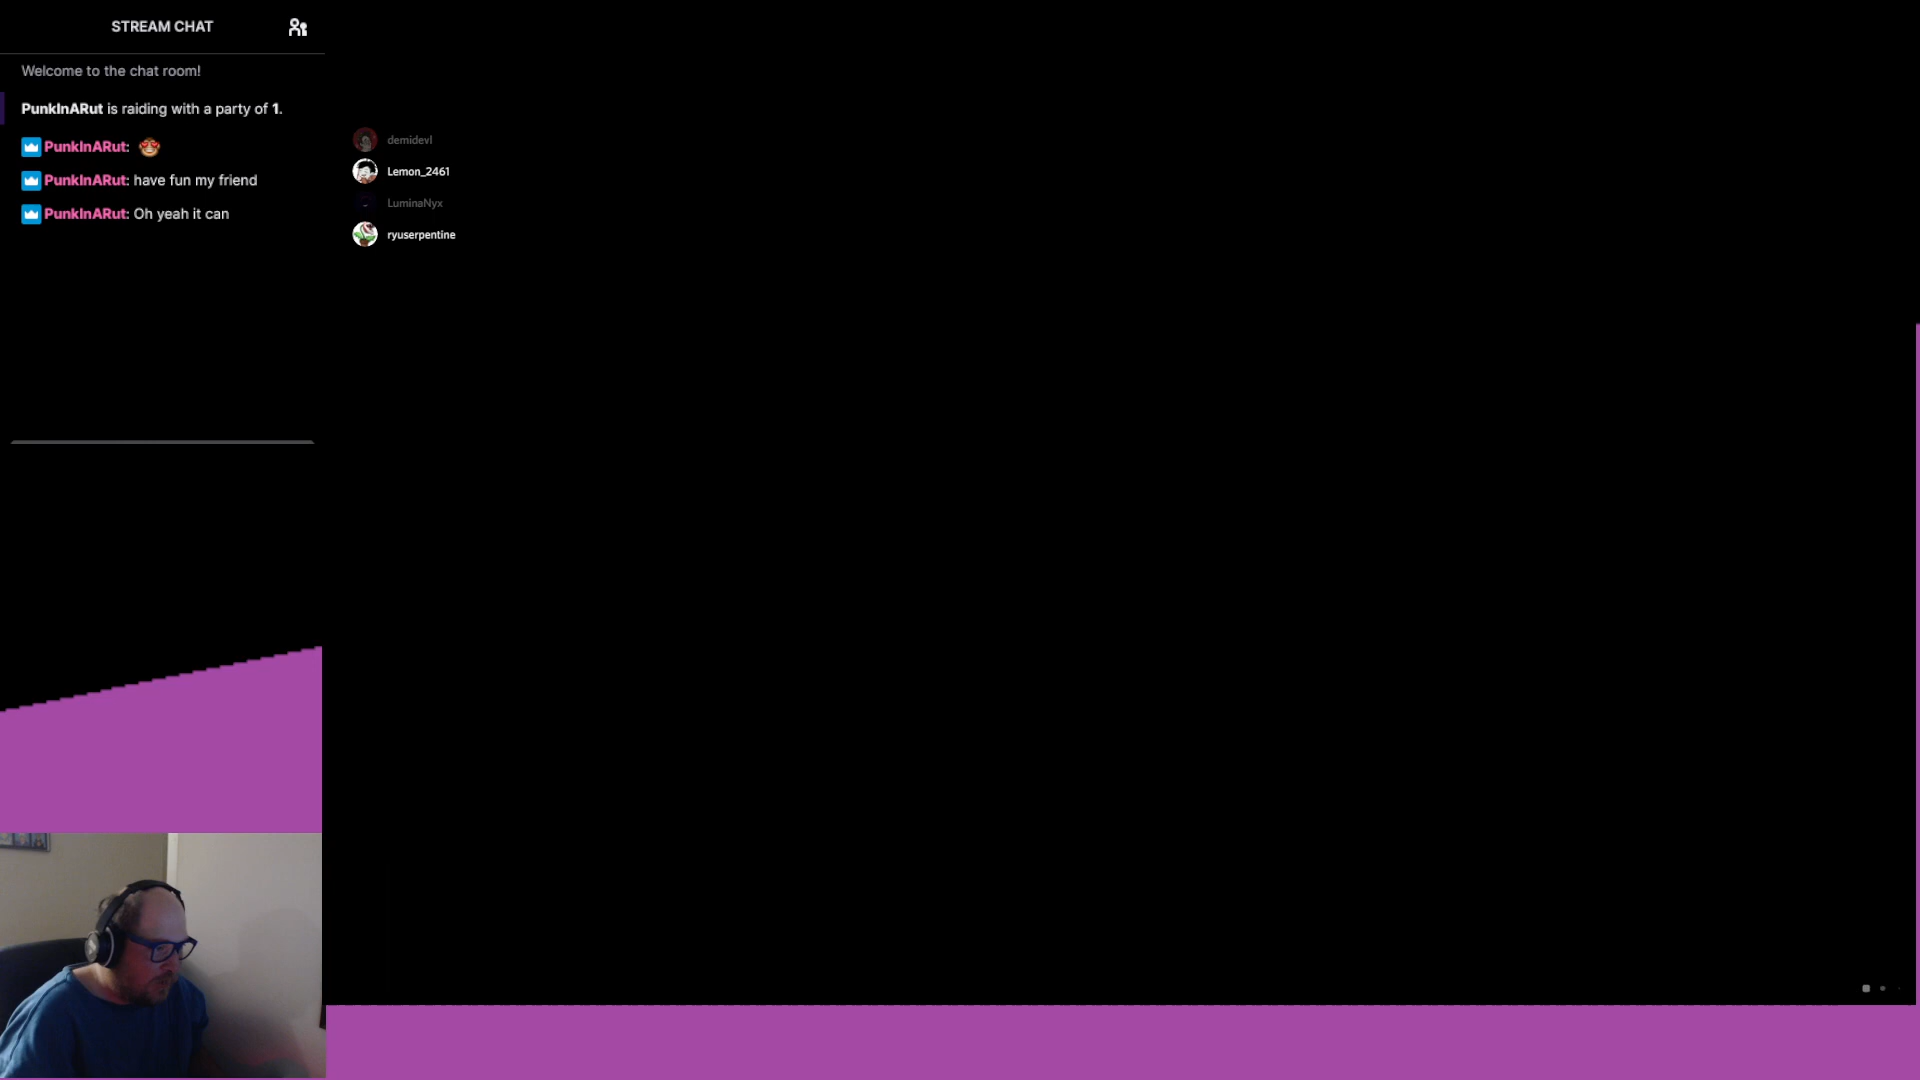 STREAM CHAT
Welcome to the chat room!
PunkInARut is raiding with a party of 1.
PunkInARut:
PunkInARut: have fun my friend
PunkInARut: Oh yeah it can
demidevl
Lemon_2461
LuminaNyx
ryuserpentine